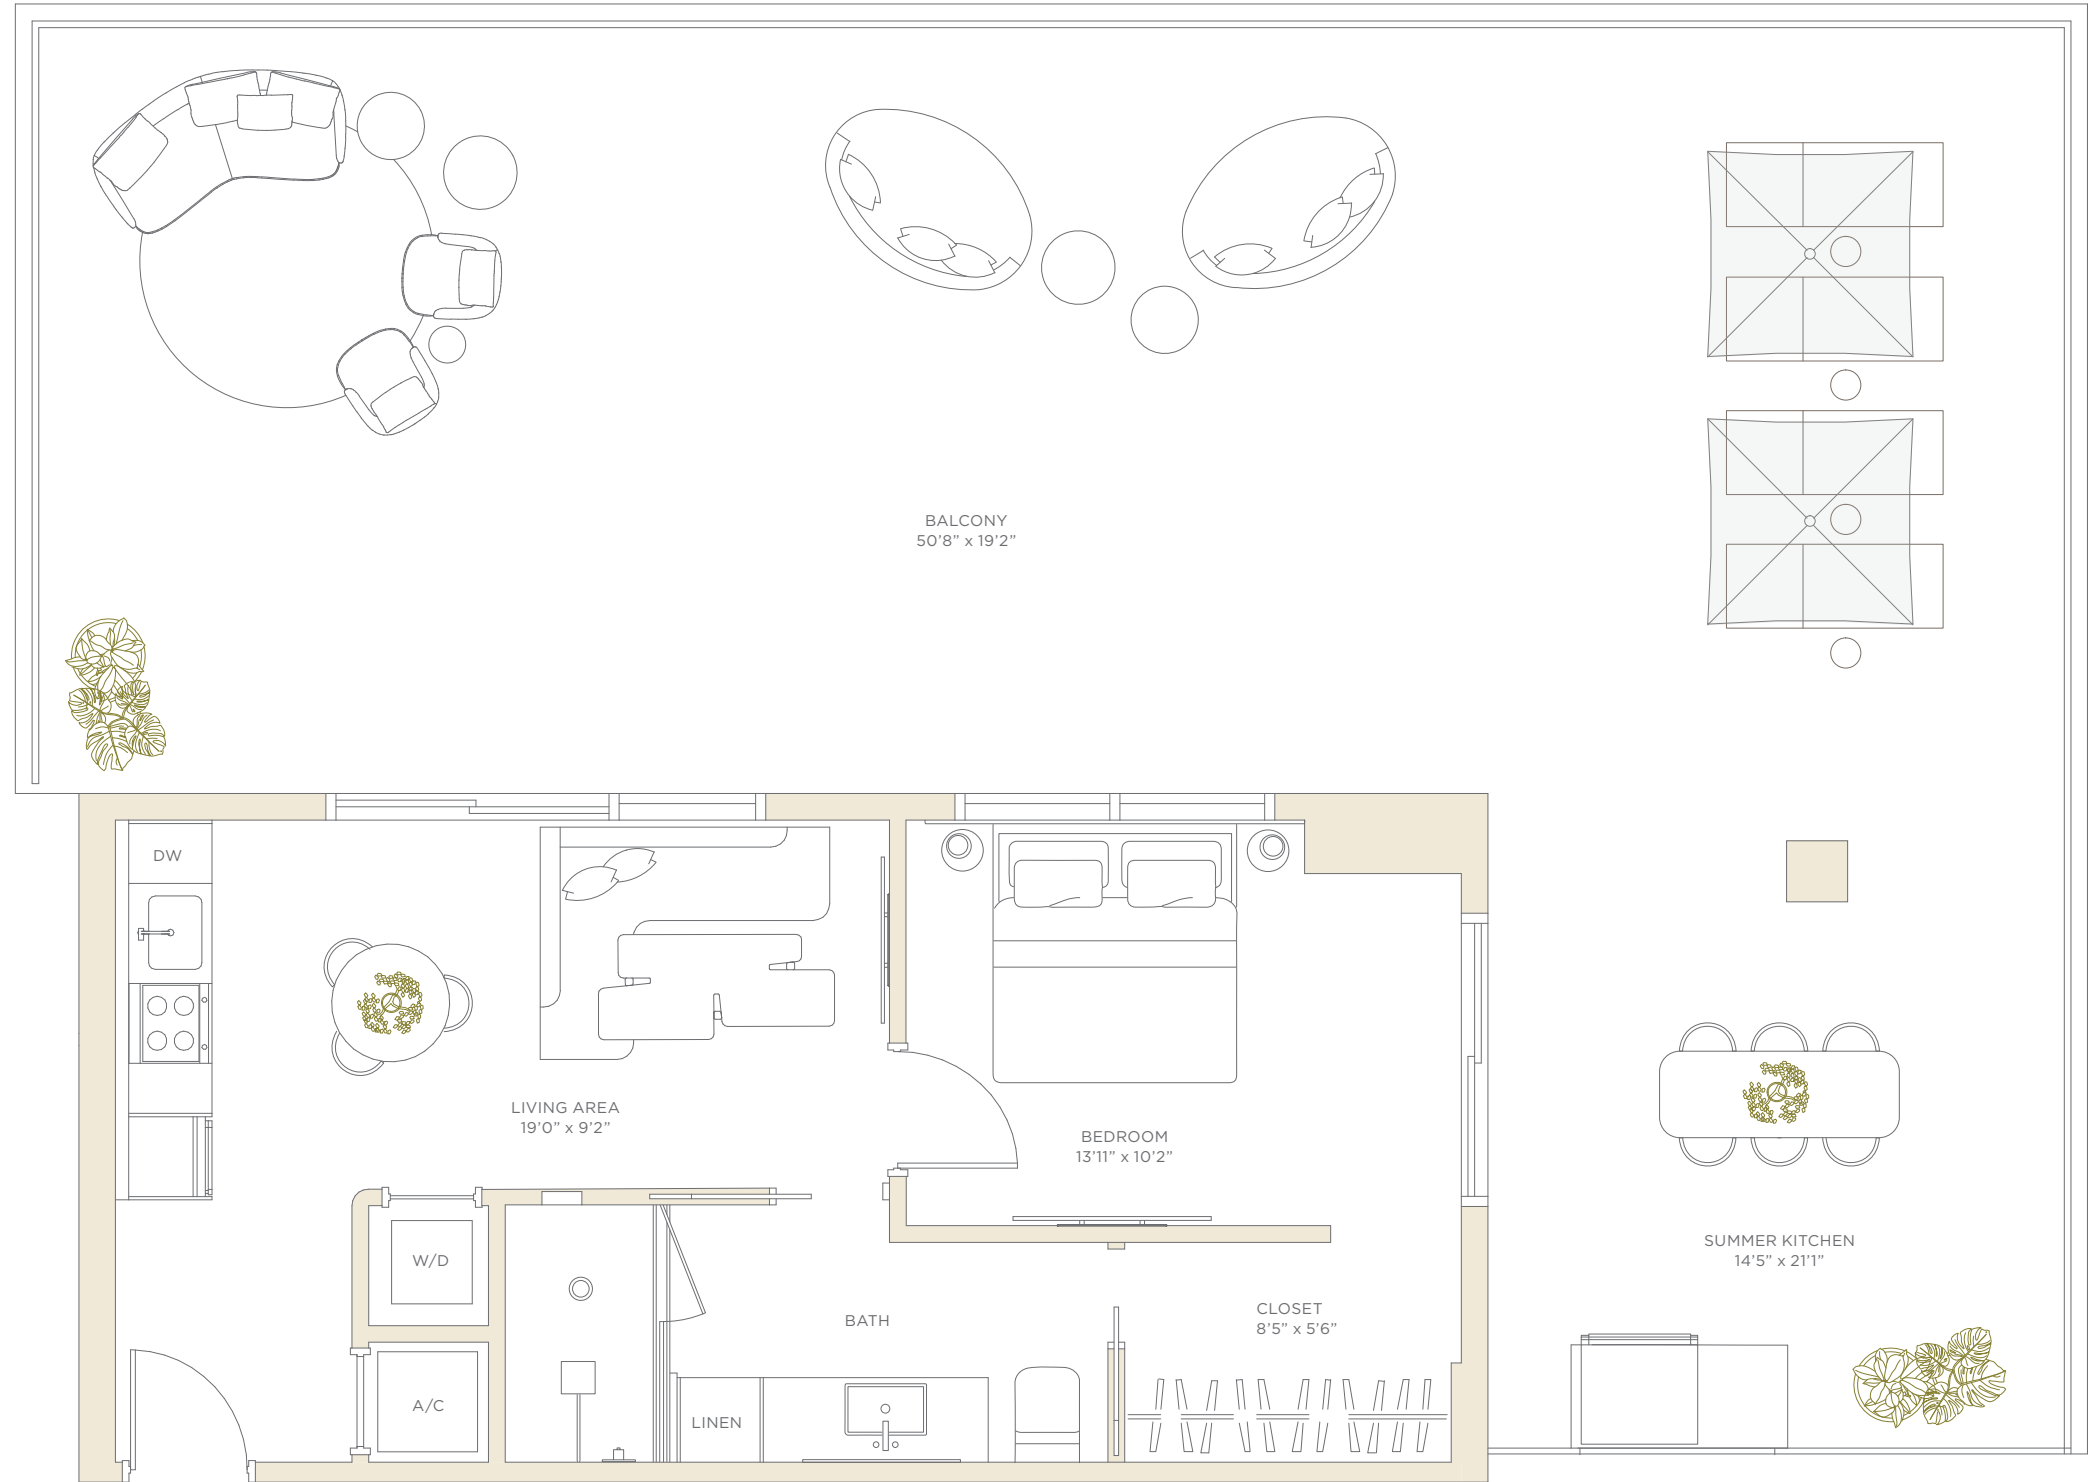 BALCONY
50’8” x 19’2”
DW
LIVING AREA
19’0” x 9’2”
BEDROOM
13’11” x 10’2”
W/D
SUMMER KITCHEN
14’5” x 21’1”
BATH
CLOSET
8’5” x 5’6”
A/C
LINEN